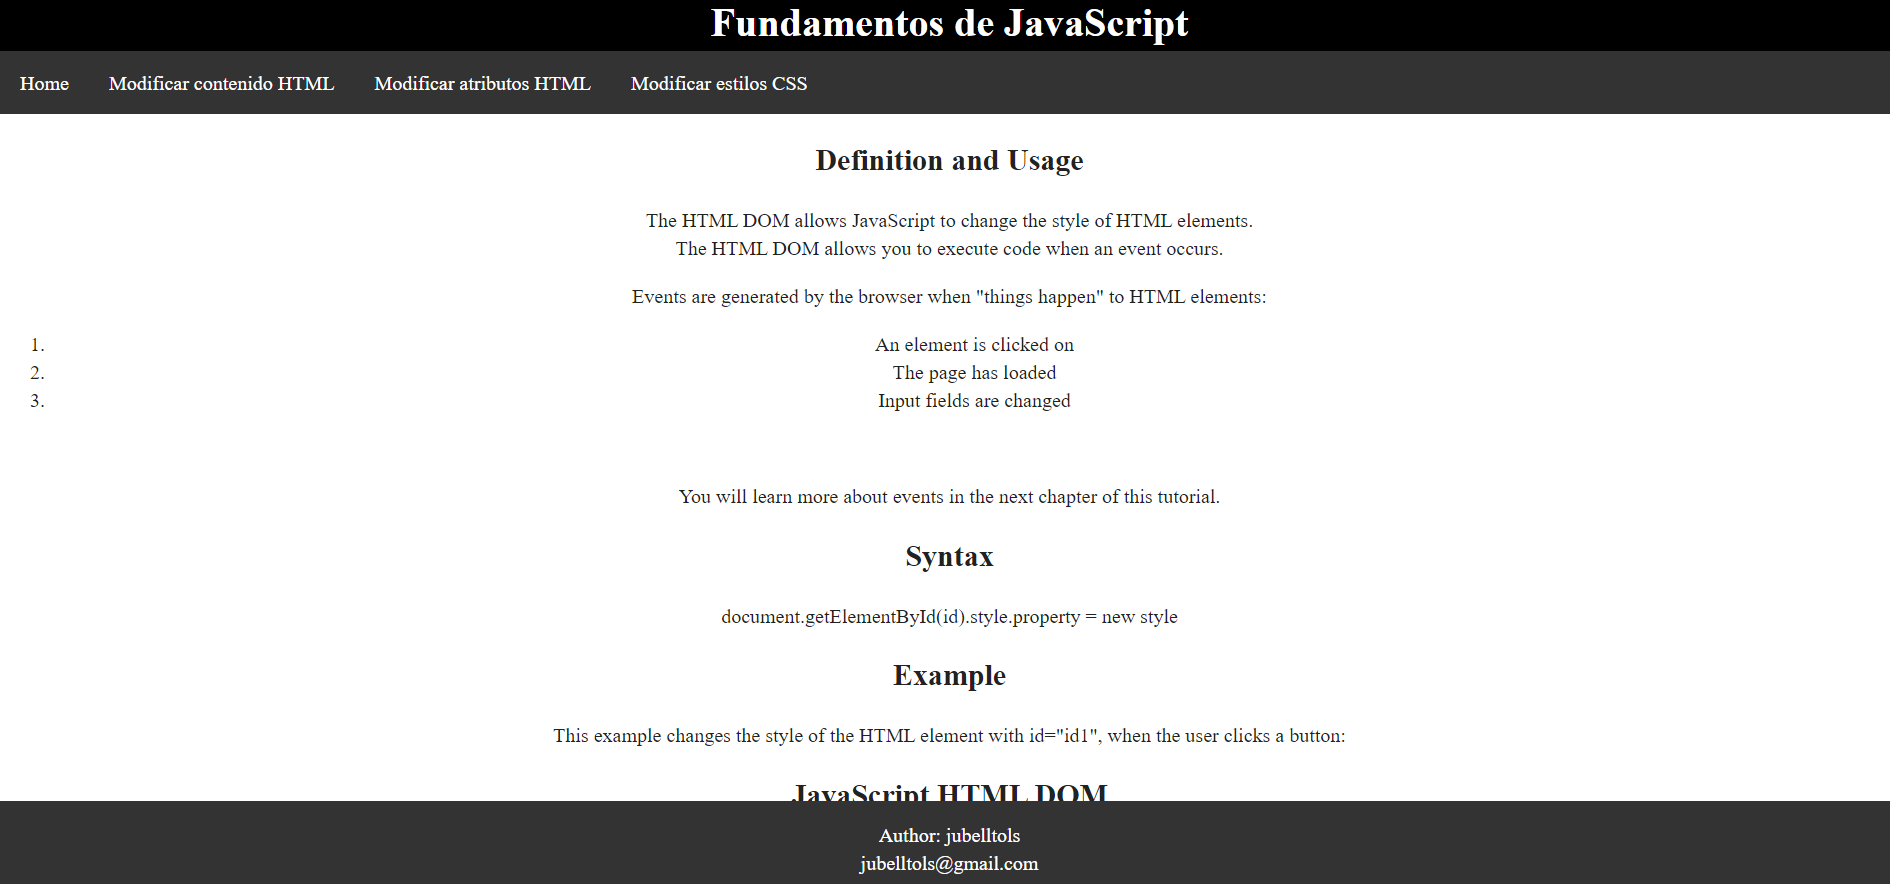 Fundamentos de JavaScript
Home
Modificar contenido HTML
Modificar atributos HTML
Modificar estilos CSS
Definition and Usage
The HTML DOM allows JavaScript to change the style of HTML elements.
The HTML DOM allows you to execute code when an event occurs.
Events are generated by the browser when "things happen" to HTML elements:
1. An element is clicked on
2. The page has loaded
3. Input fields are changed
You will learn more about events in the next chapter of this tutorial.
Syntax
document.getElementById(id).style.property = new style
Example
This example changes the style of the HTML element with id="id1", when the user clicks a button:
JavaScript HTML DOM
Author: jubelltols
jubelltols@gmail.com